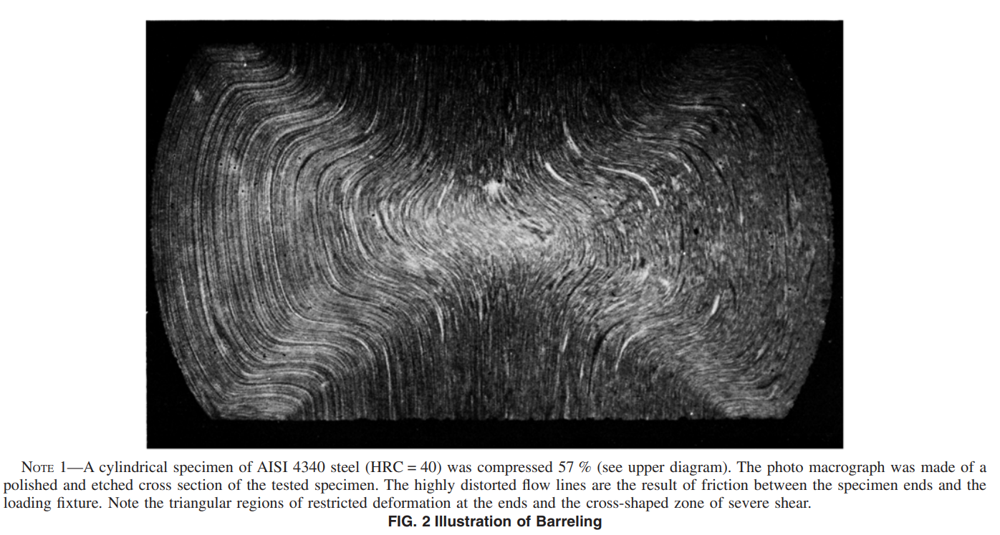 NOTE 1—A cylindrical specimen of AISI 4340 steel (HRC = 40) was compressed 57 % (see upper diagram). The photo macrograph was made of a
polished and etched cross section of the tested specimen. The highly distorted flow lines are the result of friction between the specimen ends and the
loading fixture. Note the triangular regions of restricted deformation at the ends and the cross-shaped zone of severe shear.
FIG. 2 Illustration of Barreling